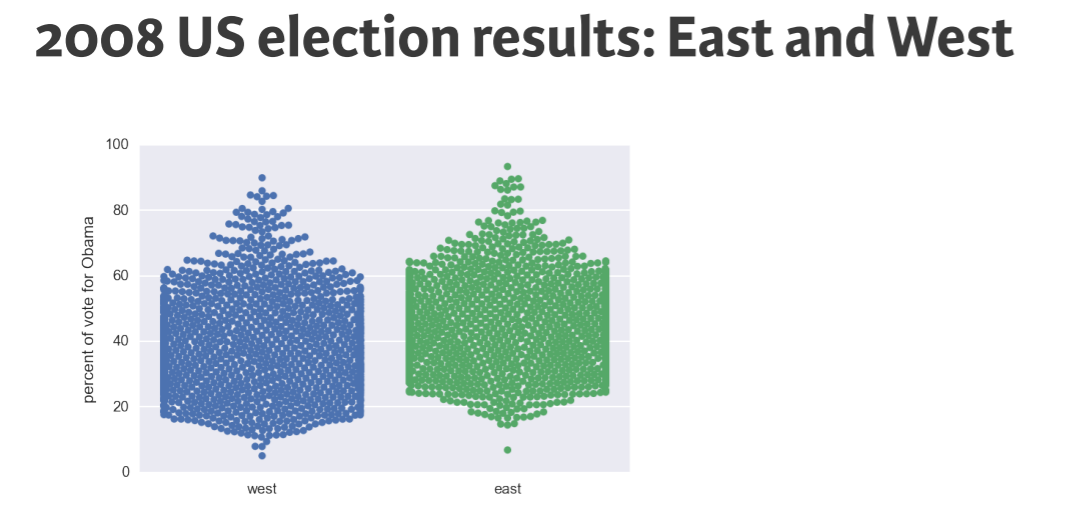 2008 US election results: East and West
100
80
60
40
20
0
percent of vote for Obama
west east